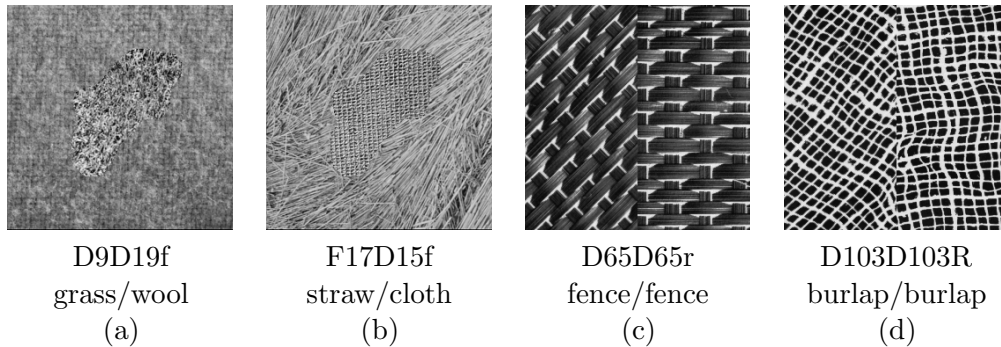 D9D19f
grass/wool
(a)
F17D15f
straw/cloth
(b)
D65D65r
fence/fence
(c)
D103D103R
burlap/burlap
(d)